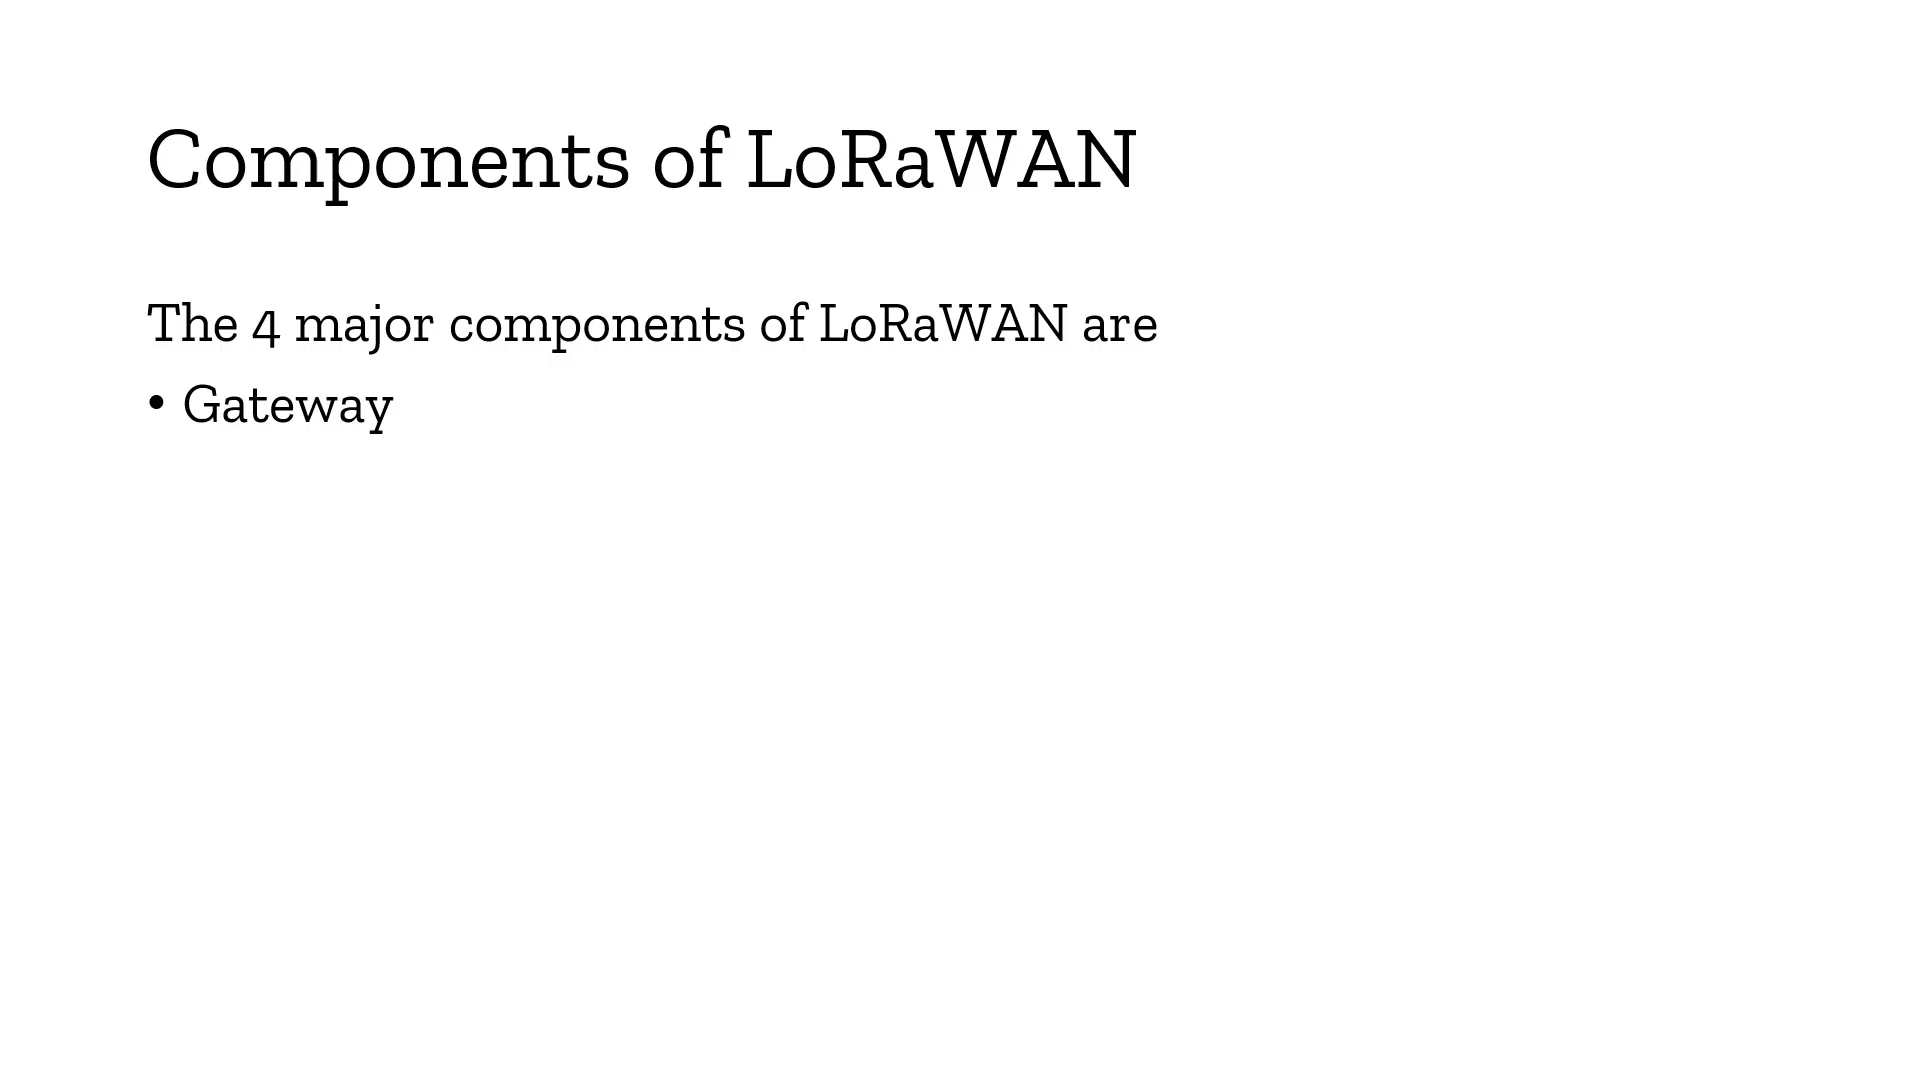 Components of LoRaWAN
The 4 major components of LoRaWAN are
• Gateway